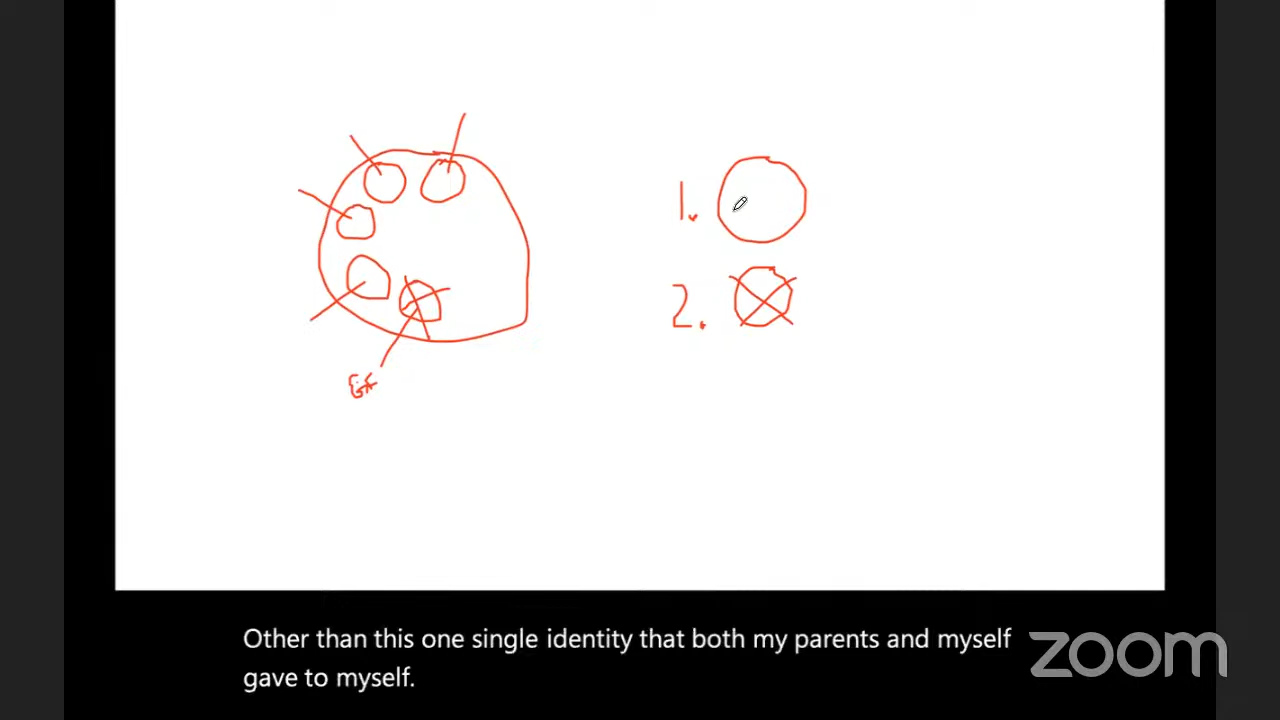 1.
2.
Other than this one single identity that both my parents and myself
gave to myself.
zoom